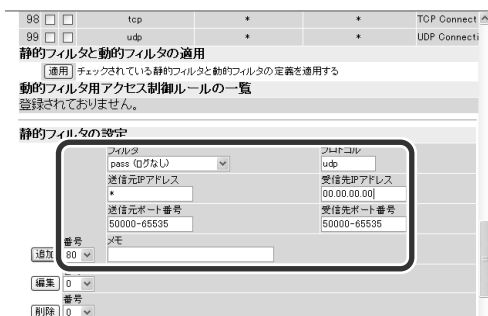 98 tcp * * TCP Connect
99 udp * * UDP Connecti
静的フィルタと動的フィルタの適用
適用 チェックされている静的フィルタと動的フィルタの定義を適用する
動的フィルタ用アクセス制御ルールの一覧
登録されておりません。
静的フィルタの設定
フィルタ プロトコル
pass (ログなし) udp
送信元IPアドレス 受信先IPアドレス
* 00.00.00.00
送信元ポート番号 受信先ポート番号
50000-65535 50000-65535
番号 メモ
追加 80
編集 0
番号
削除 0